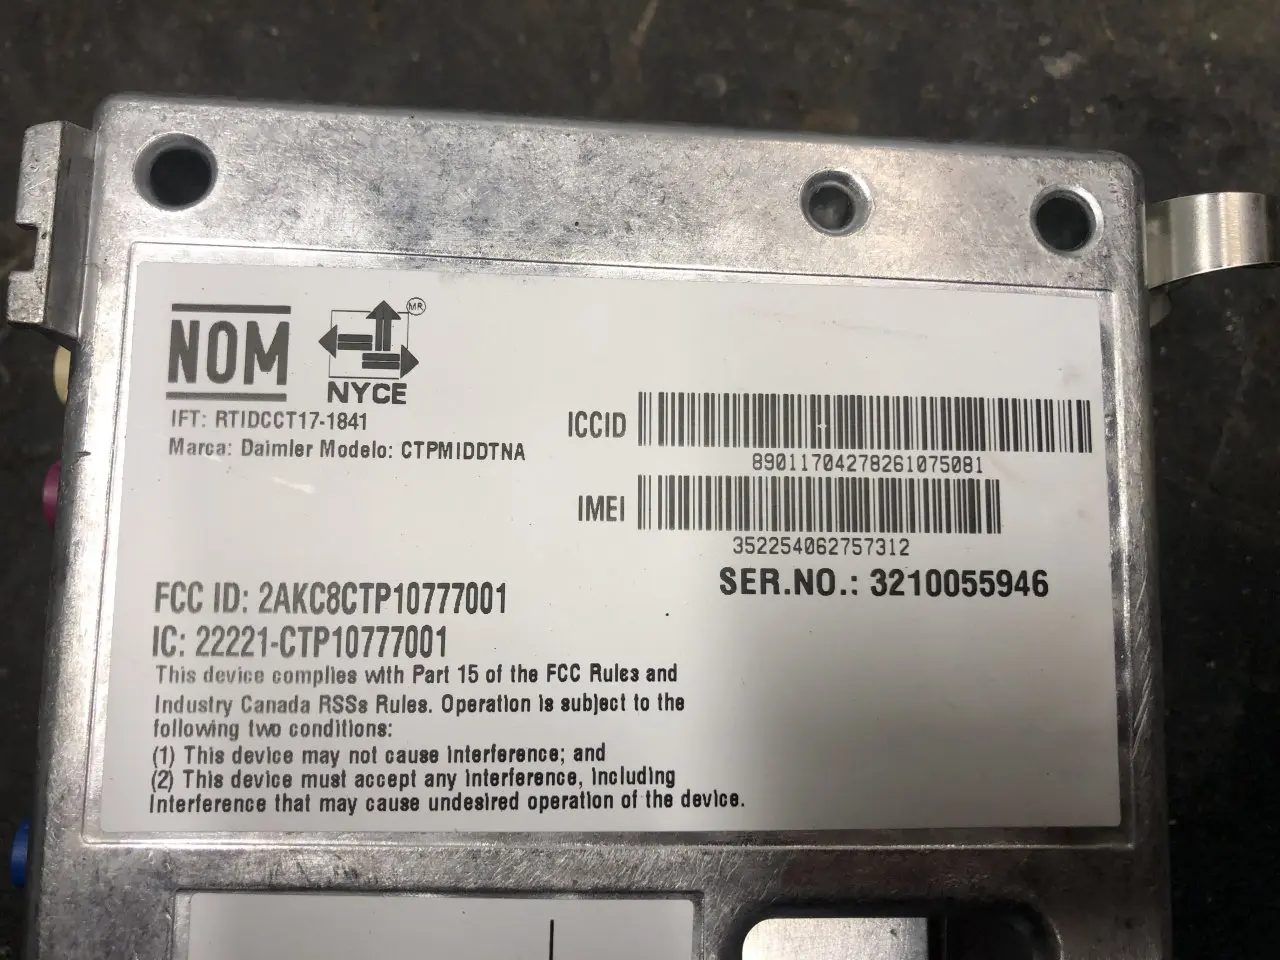 NOM
MR
NYCE
IFT: RTIDCCT17-1841
Marca: Daimler Modelo: CTPMIDDTNA
ICCID
89011704278261075081
IMEI
352254062757312
SER.NO.: 3210055946
FCC ID: 2AKC8CTP10777001
IC: 22221-CTP10777001
This device complies with Part 15 of the FCC Rules and
Industry Canada RSSs Rules. Operation is subject to the
following two conditions:
(1) This device may not cause interference; and
(2) This device must accept any interference, including
interference that may cause undesired operation of the device.